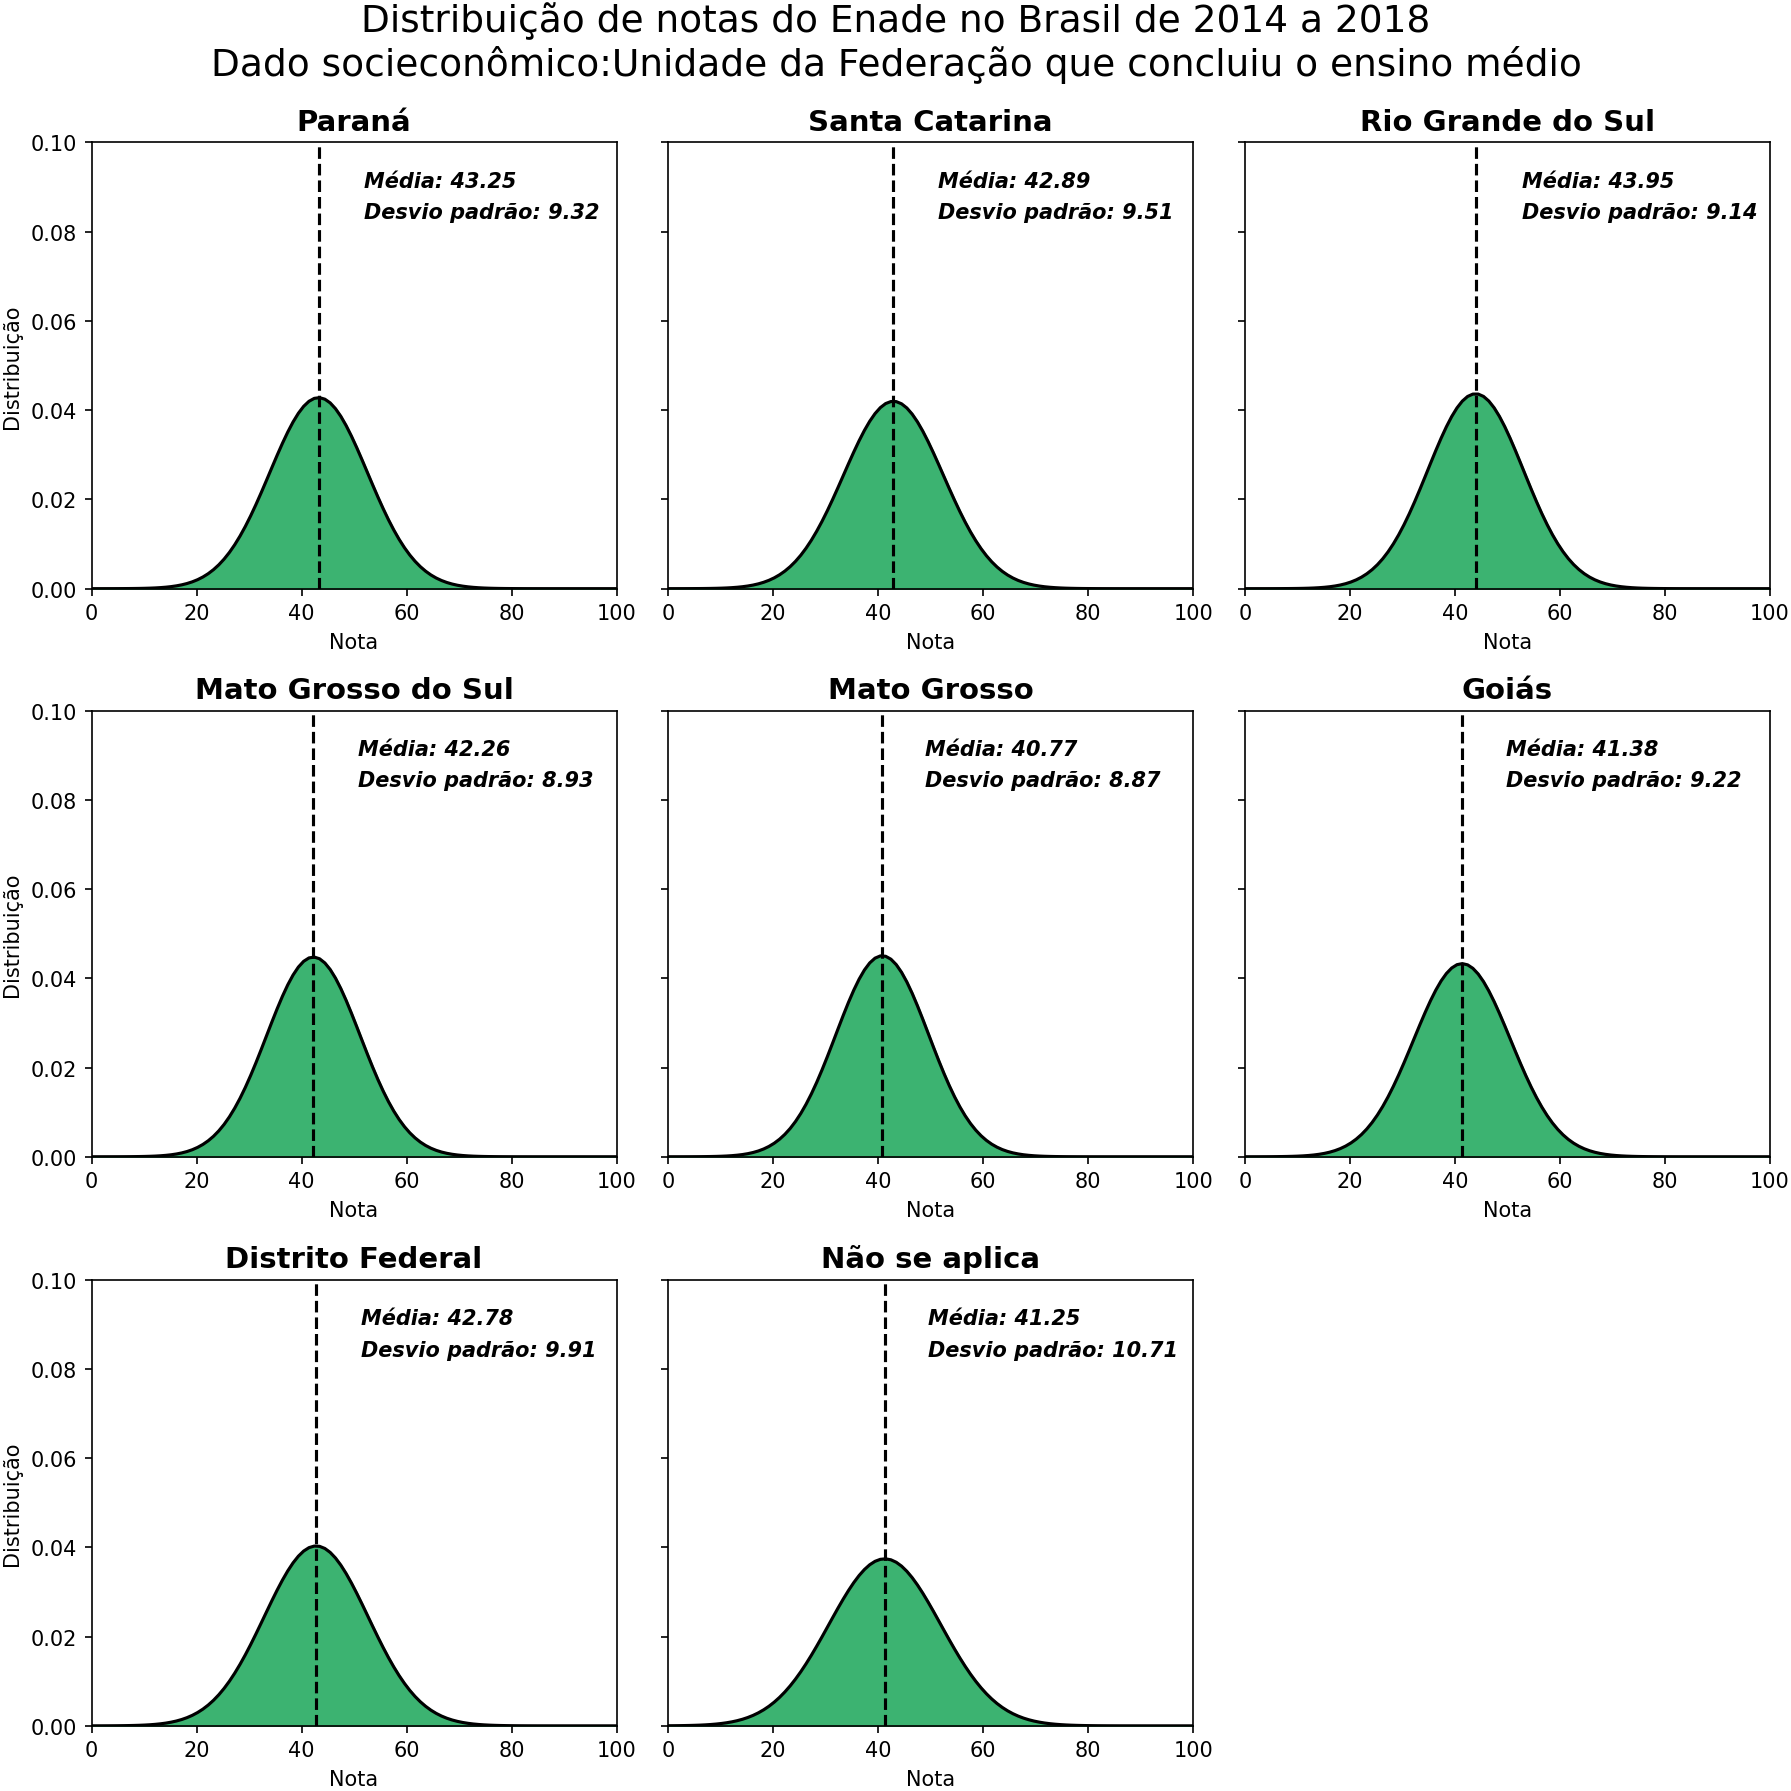 Distribuição de notas do Enade no Brasil de 2014 a 2018
Dado socieconômico:Unidade da Federação que concluiu o ensino médio
Paraná
Média: 43.25
Desvio padrão: 9.32
Distribuição
0.10
0.08
0.06
0.04
0.02
0.00
0 20 40 60 80 100
Nota
Santa Catarina
Média: 42.89
Desvio padrão: 9.51
0 20 40 60 80 100
Nota
Rio Grande do Sul
Média: 43.95
Desvio padrão: 9.14
0 20 40 60 80 100
Nota
Mato Grosso do Sul
Média: 42.26
Desvio padrão: 8.93
Distribuição
0.10
0.08
0.06
0.04
0.02
0.00
0 20 40 60 80 100
Nota
Mato Grosso
Média: 40.77
Desvio padrão: 8.87
0 20 40 60 80 100
Nota
Goiás
Média: 41.38
Desvio padrão: 9.22
0 20 40 60 80 100
Nota
Distrito Federal
Média: 42.78
Desvio padrão: 9.91
Distribuição
0.10
0.08
0.06
0.04
0.02
0.00
0 20 40 60 80 100
Nota
Não se aplica
Média: 41.25
Desvio padrão: 10.71
0 20 40 60 80 100
Nota